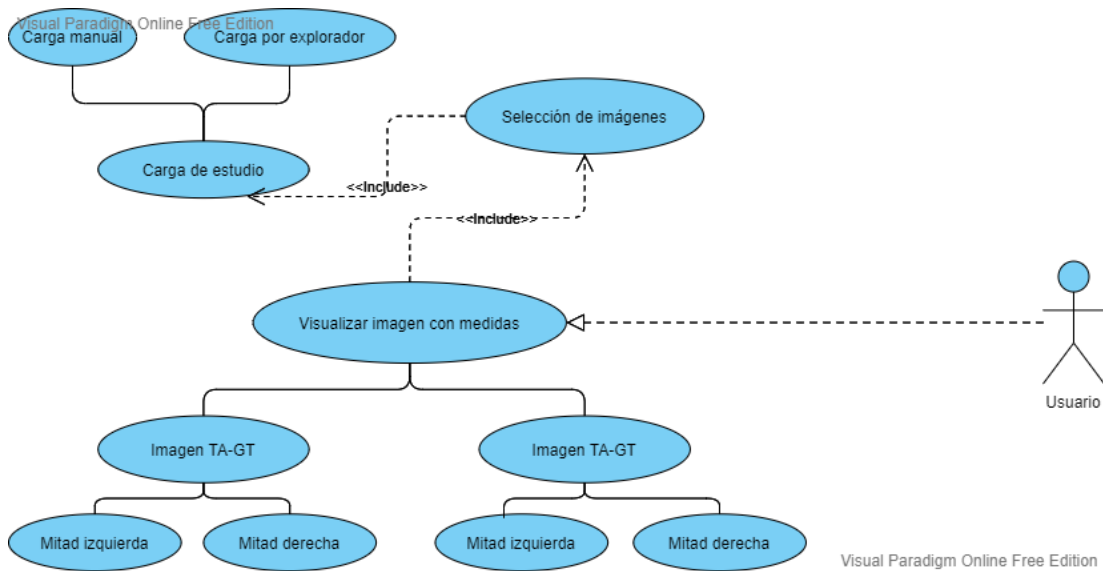 Visual Paradigm Online Free Edition
Carga manual
Carga por explorador
Selección de imágenes
Carga de estudio
<<Include>>
<<Include>>
Visualizar imagen con medidas
Usuario
Imagen TA-GT
Imagen TA-GT
Mitad izquierda
Mitad derecha
Mitad izquierda
Mitad derecha
Visual Paradigm Online Free Edition